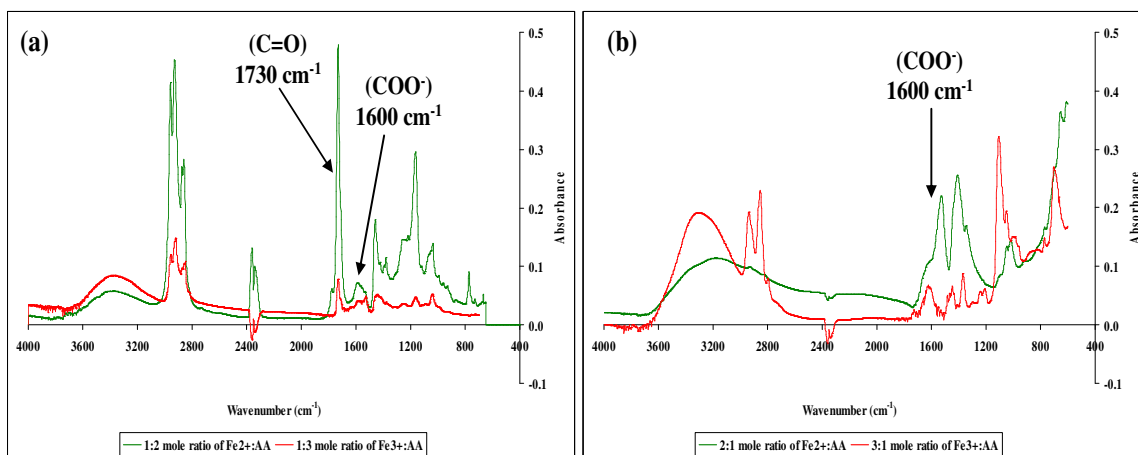 (a)
(C=O)
1730 cm⁻¹
(COO⁻)
1600 cm⁻¹
0.5
0.4
0.3
0.2
0.1
0.0
-0.1
Absorbance
4000 3600 3200 2800 2400 2000 1600 1200 800 400
Wavenumber (cm⁻¹)
1:2 mole ratio of Fe2+:AA 1:3 mole ratio of Fe3+:AA
(b)
(COO⁻)
1600 cm⁻¹
0.5
0.4
0.3
0.2
0.1
0.0
-0.1
Absorbance
4000 3600 3200 2800 2400 2000 1600 1200 800 400
Wavenumber (cm⁻¹)
2:1 mole ratio of Fe2+:AA 3:1 mole ratio of Fe3+:AA